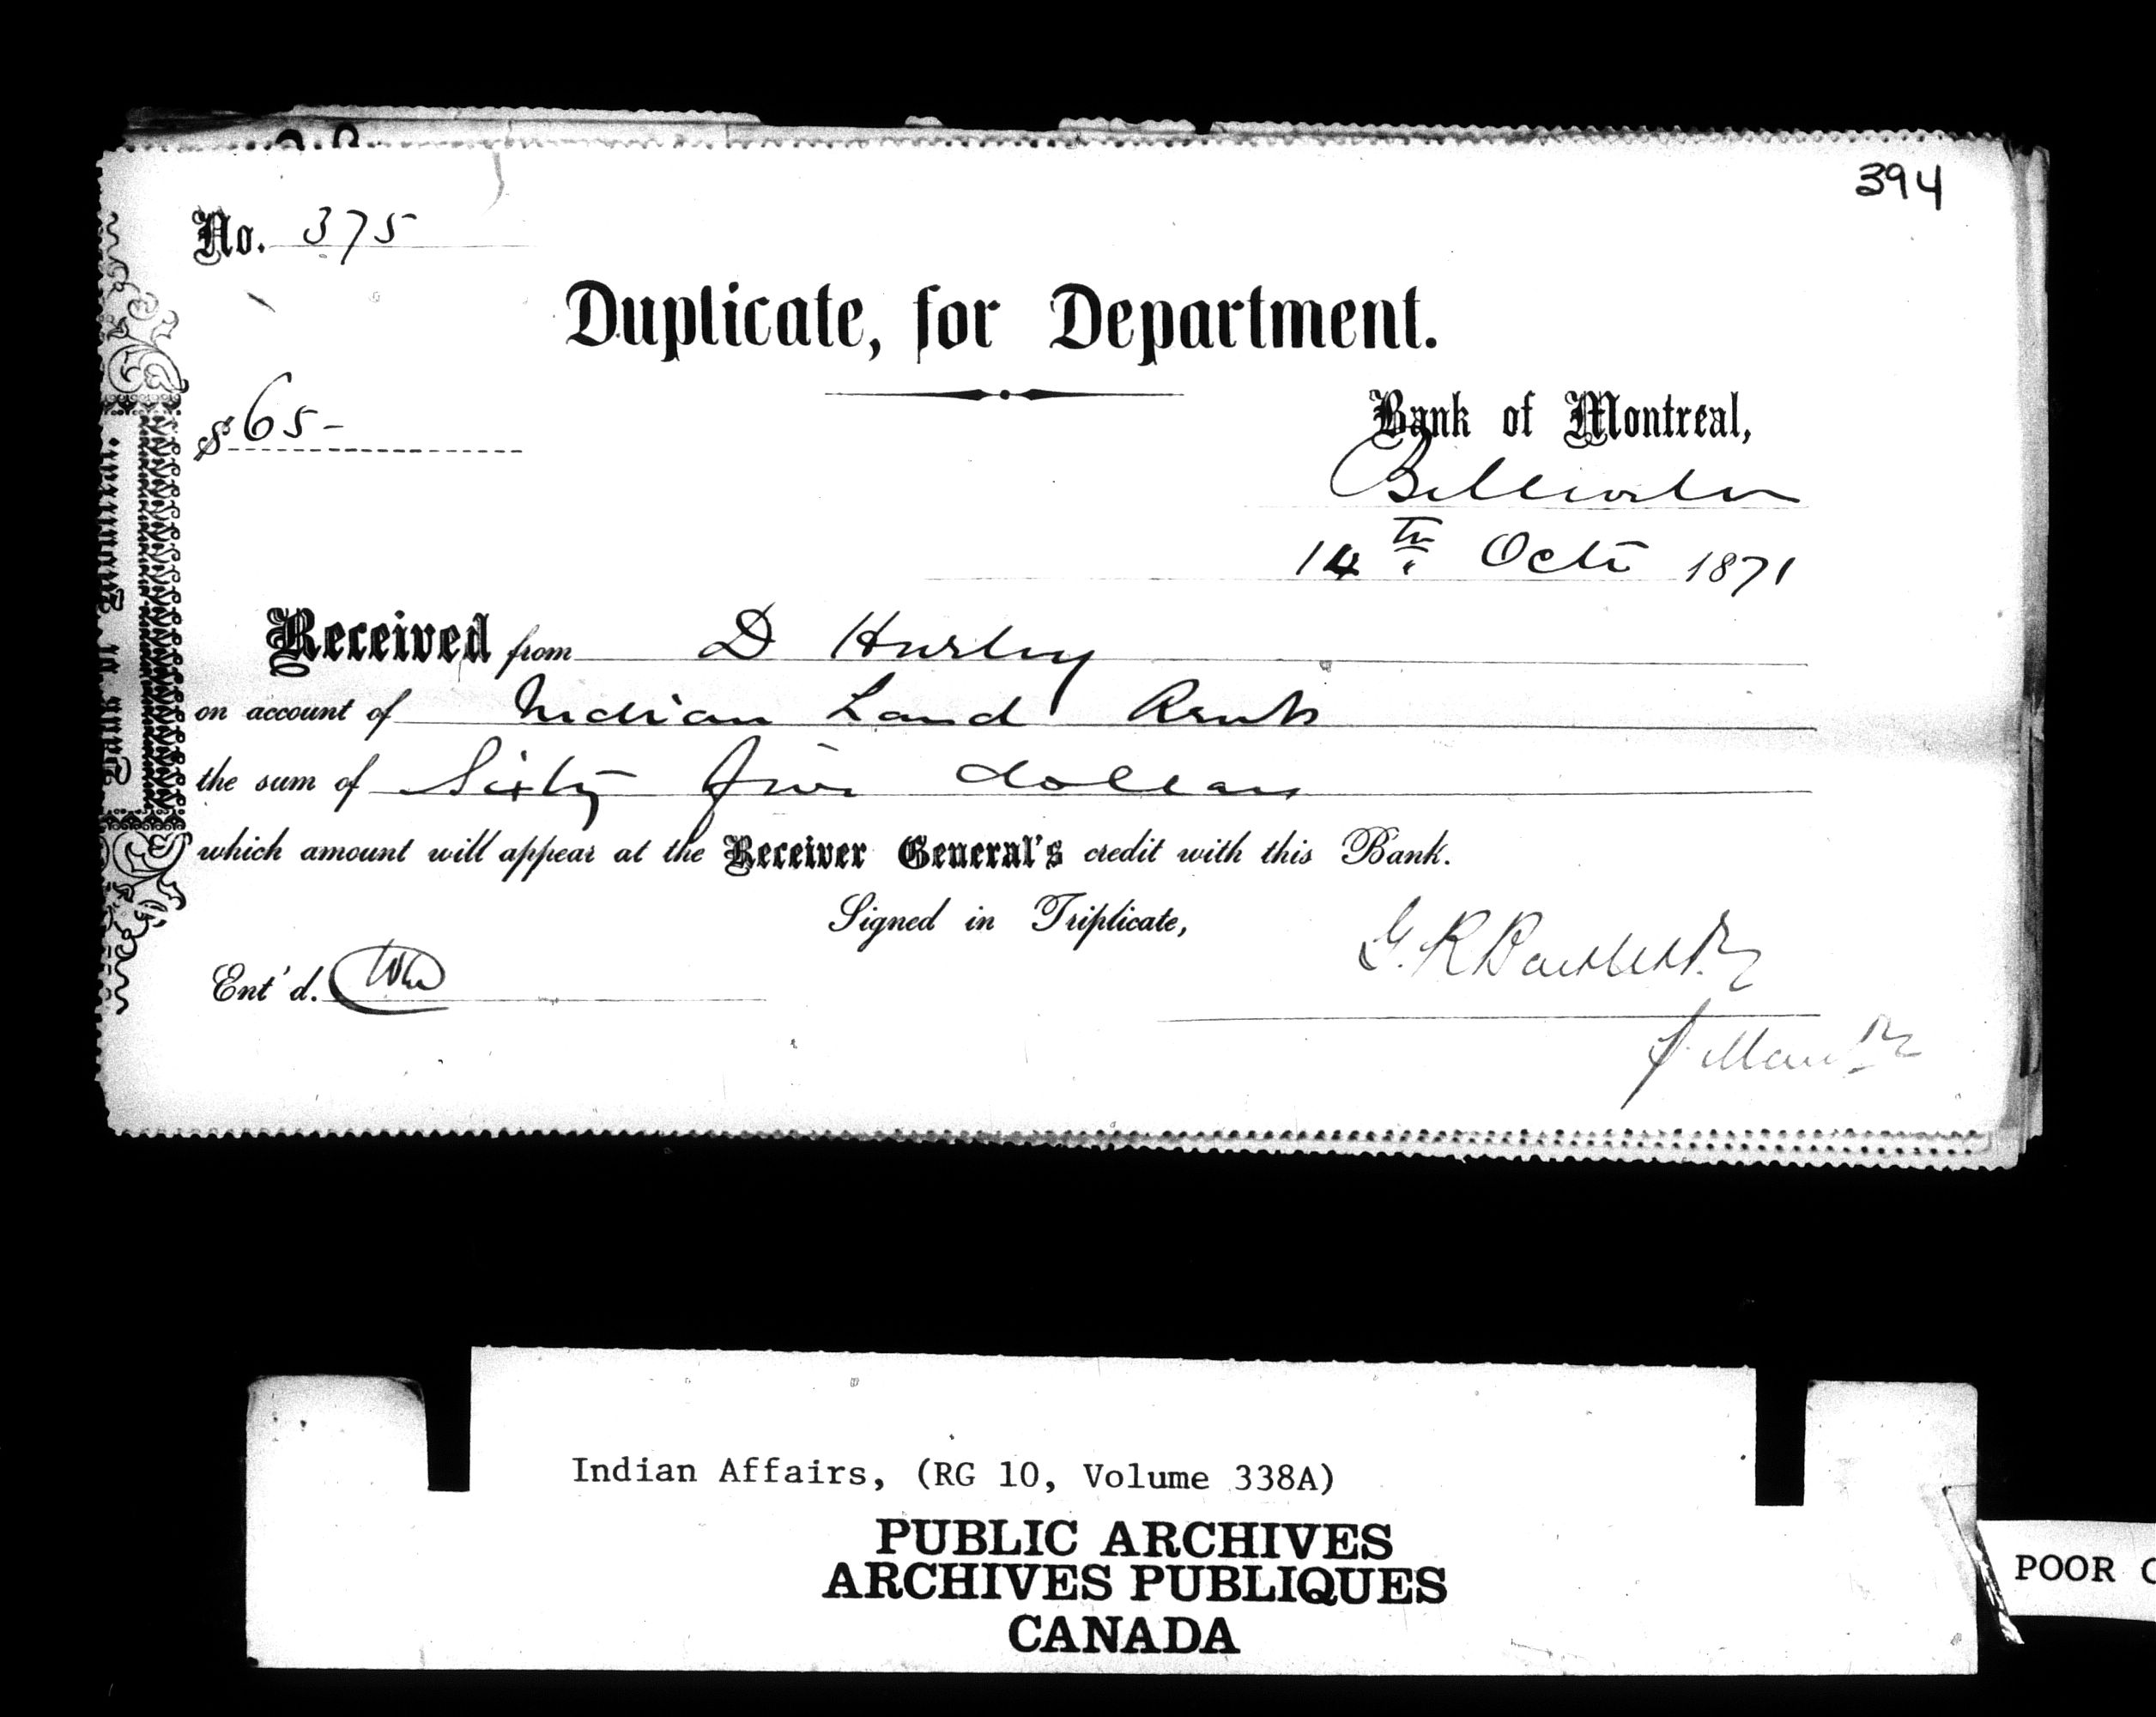 394
No. 375
Duplicate, for Department.
$65-
Bank of Montreal,
Belleville
14th Octr 1871
Received from D Hurley
on account of Indian Land Rents
the sum of Sixty five dollars
which amount will appear at the Receiver General's credit with this Bank.
Signed in Triplicate,
Ent'd.
G. R
Indian Affairs, (RG 10, Volume 338A)
PUBLIC ARCHIVES
ARCHIVES PUBLIQUES
CANADA
POOR